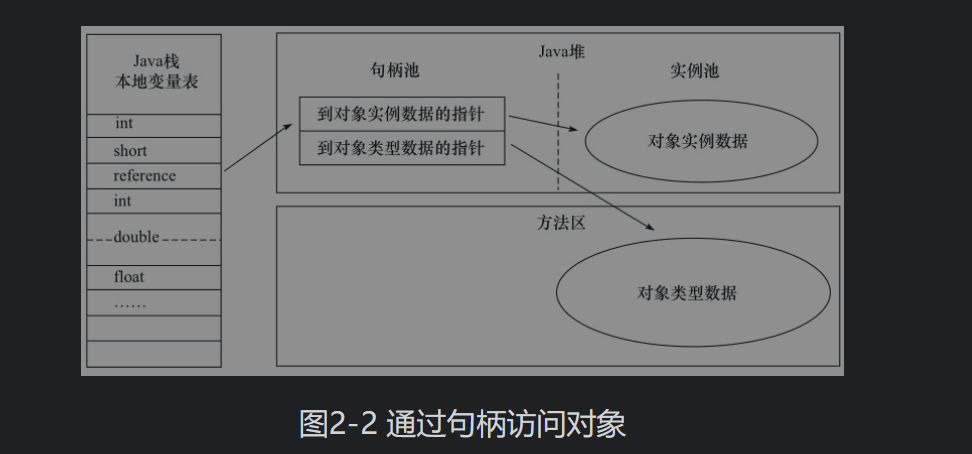 Java栈
本地变量表
int
short
reference
int
double
float
……
Java堆
句柄池
实例池
到对象实例数据的指针
到对象类型数据的指针
对象实例数据
方法区
对象类型数据
图2-2 通过句柄访问对象